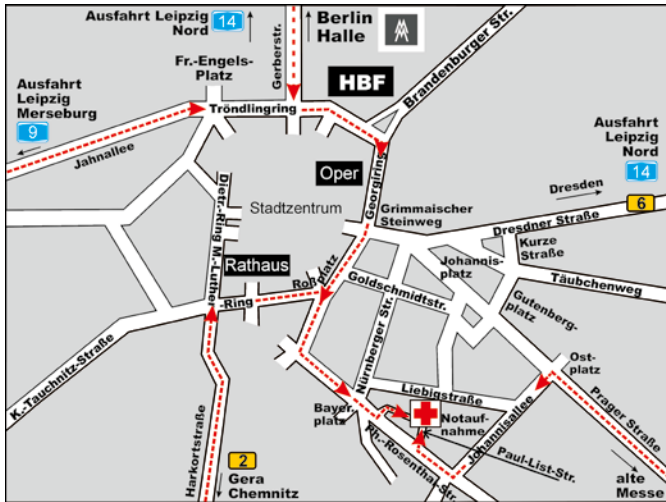 Ausfahrt Leipzig
Nord
14
Berlin
Halle
Fr.-Engels-
Platz
Gerberstr.
HBF
Brandenburger Str.
Ausfahrt
Leipzig
Merseburg
9
Jahnallee
Tröndlingring
Ausfahrt
Leipzig
Nord
14
Oper
Georgiring
Dresden
6
Dietr.-Ring
Stadtzentrum
Grimmaischer
Steinweg
Dresdner Straße
Kurze
Straße
Johannis-
platz
Täubchenweg
M.-Luther
-Ring
Rathaus
Roßplatz
Goldschmidtstr.
Gutenberg-
platz
Nürnberger Str.
Ost-
platz
K.-Tauchnitz-Straße
Liebigstraße
Prager Straße
Bayer.
platz
Notauf-
nahme
Johannisallee
Harkortstraße
Ph.-Rosenthal-Str.
Paul-List-Str.
2
Gera
Chemnitz
alte
Messe